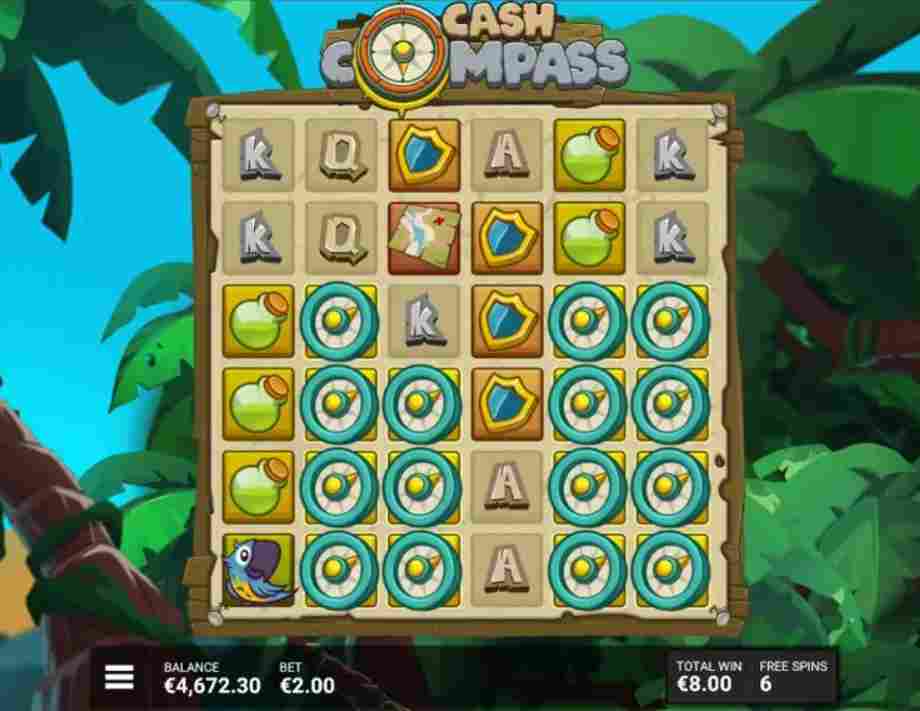 CASH
COMPASS
K Q A K
K Q K
K
A
A
BALANCE BET TOTAL WIN FREE SPINS
€4,672.30 €2.00 €8.00 6